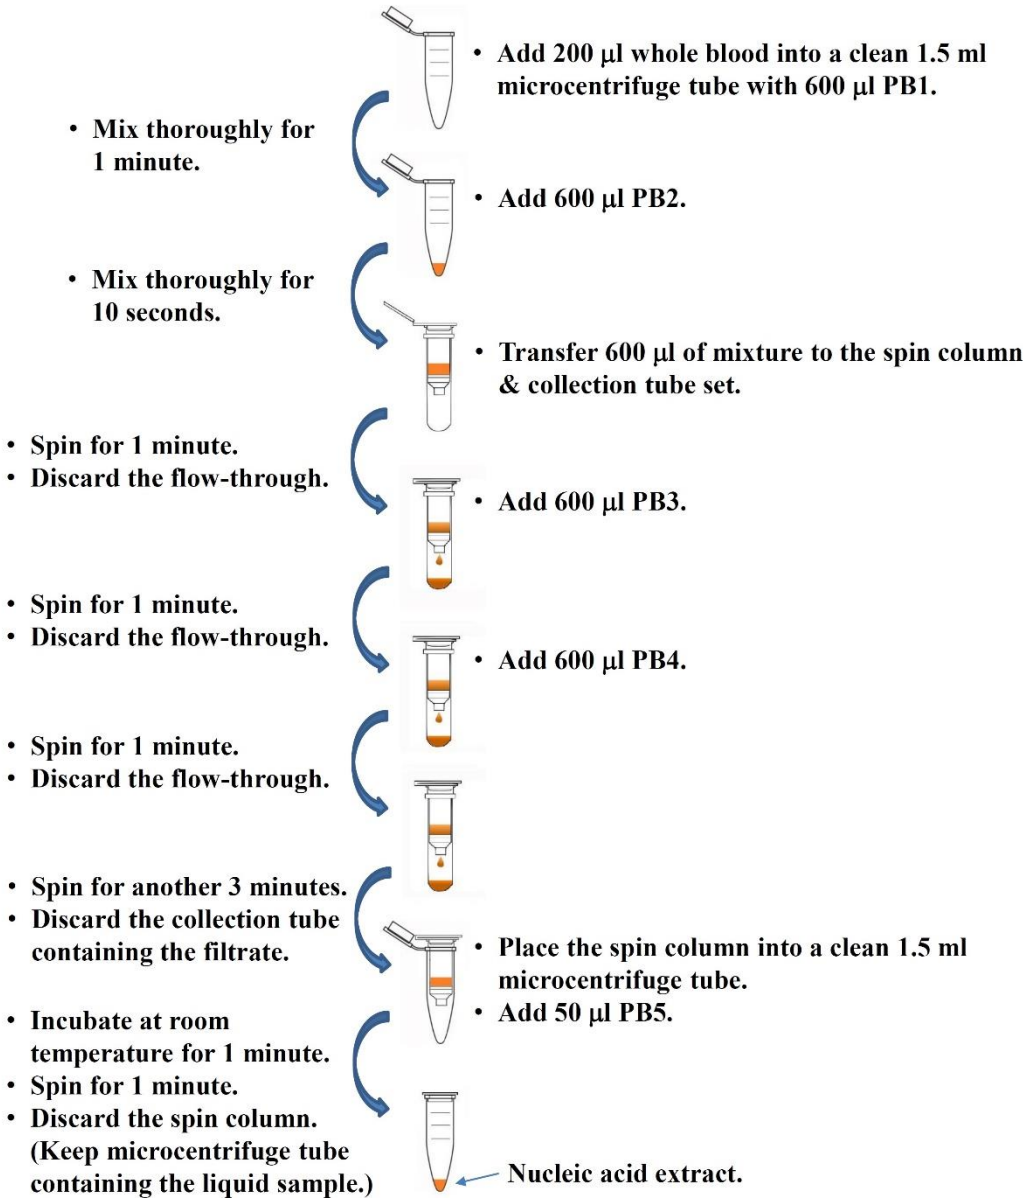 • Add 200 μl whole blood into a clean 1.5 ml
microcentrifuge tube with 600 μl PB1.
• Mix thoroughly for
1 minute.
• Add 600 μl PB2.
• Mix thoroughly for
10 seconds.
• Transfer 600 μl of mixture to the spin column
& collection tube set.
• Spin for 1 minute.
• Discard the flow-through.
• Add 600 μl PB3.
• Spin for 1 minute.
• Discard the flow-through.
• Add 600 μl PB4.
• Spin for 1 minute.
• Discard the flow-through.
• Spin for another 3 minutes.
• Discard the collection tube
containing the filtrate.
• Place the spin column into a clean 1.5 ml
microcentrifuge tube.
• Add 50 μl PB5.
• Incubate at room
temperature for 1 minute.
• Spin for 1 minute.
• Discard the spin column.
(Keep microcentrifuge tube
containing the liquid sample.)
Nucleic acid extract.